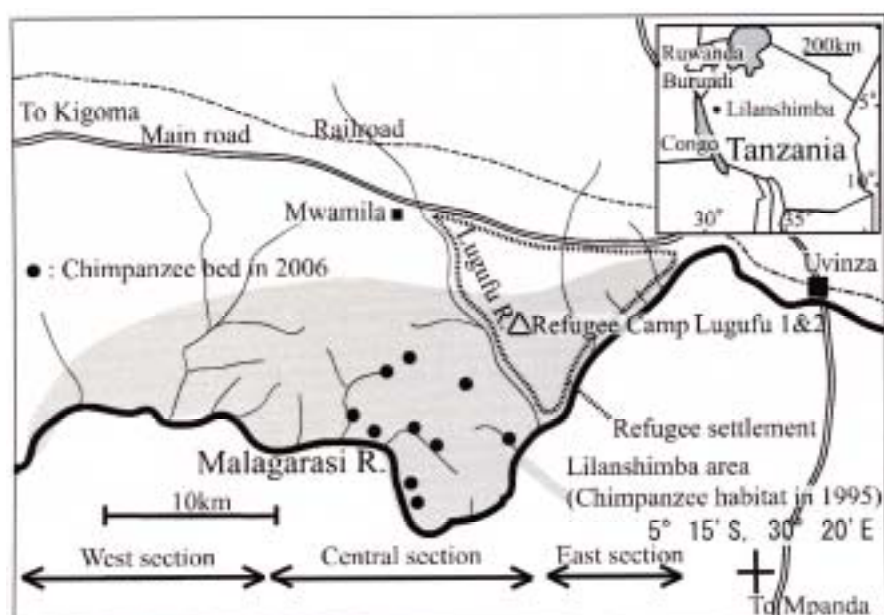 To Kigoma
Main road
Railroad
Mwamila
● : Chimpanzee bed in 2006
Lugufu R.
Refugee Camp Lugufu 1&2
Uvinza
Refugee settlement
Malagarasi R.
Lilanshimba area
(Chimpanzee habitat in 1995)
10km
5° 15' S, 30° 20' E
West section
Central section
East section
To Mpanda
200km
Ruwanda
Burundi
5°
Lilanshimba
Congo
Tanzania
10°
30°
35°